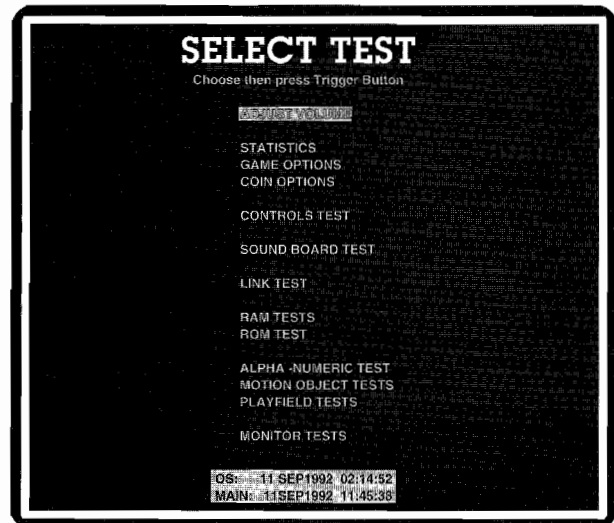 SELECT TEST
Choose then press Trigger Button
ADJUST VOLUME
STATISTICS
GAME OPTIONS
COIN OPTIONS
CONTROLS TEST
SOUND BOARD TEST
LINK TEST
RAM TESTS
ROM TEST
ALPHA -NUMERIC TEST
MOTION OBJECT TESTS
PLAYFIELD TESTS
MONITOR TESTS
OS: 11 SEP1992 02:14:52
MAIN: 11SEP1992 11:45:38